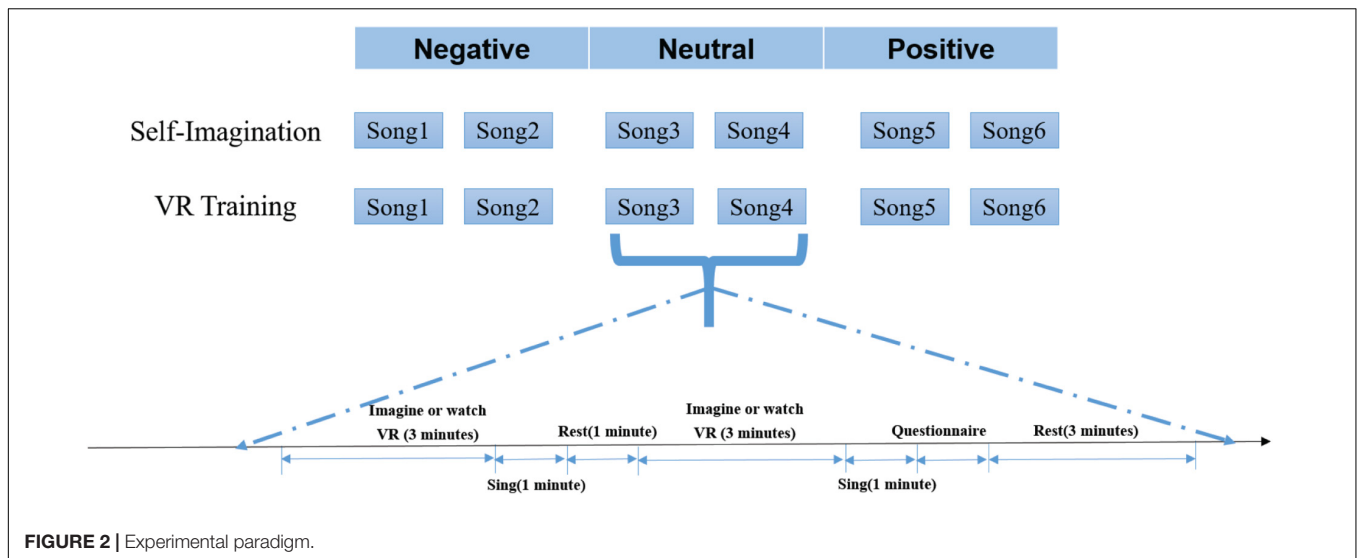 Negative Neutral Positive
Self-Imagination Song1 Song2 Song3 Song4 Song5 Song6
VR Training Song1 Song2 Song3 Song4 Song5 Song6
Imagine or watch Imagine or watch
VR (3 minutes) Rest(1 minute) VR (3 minutes) Questionnaire Rest(3 minutes)
Sing(1 minute) Sing(1 minute)
FIGURE 2 | Experimental paradigm.